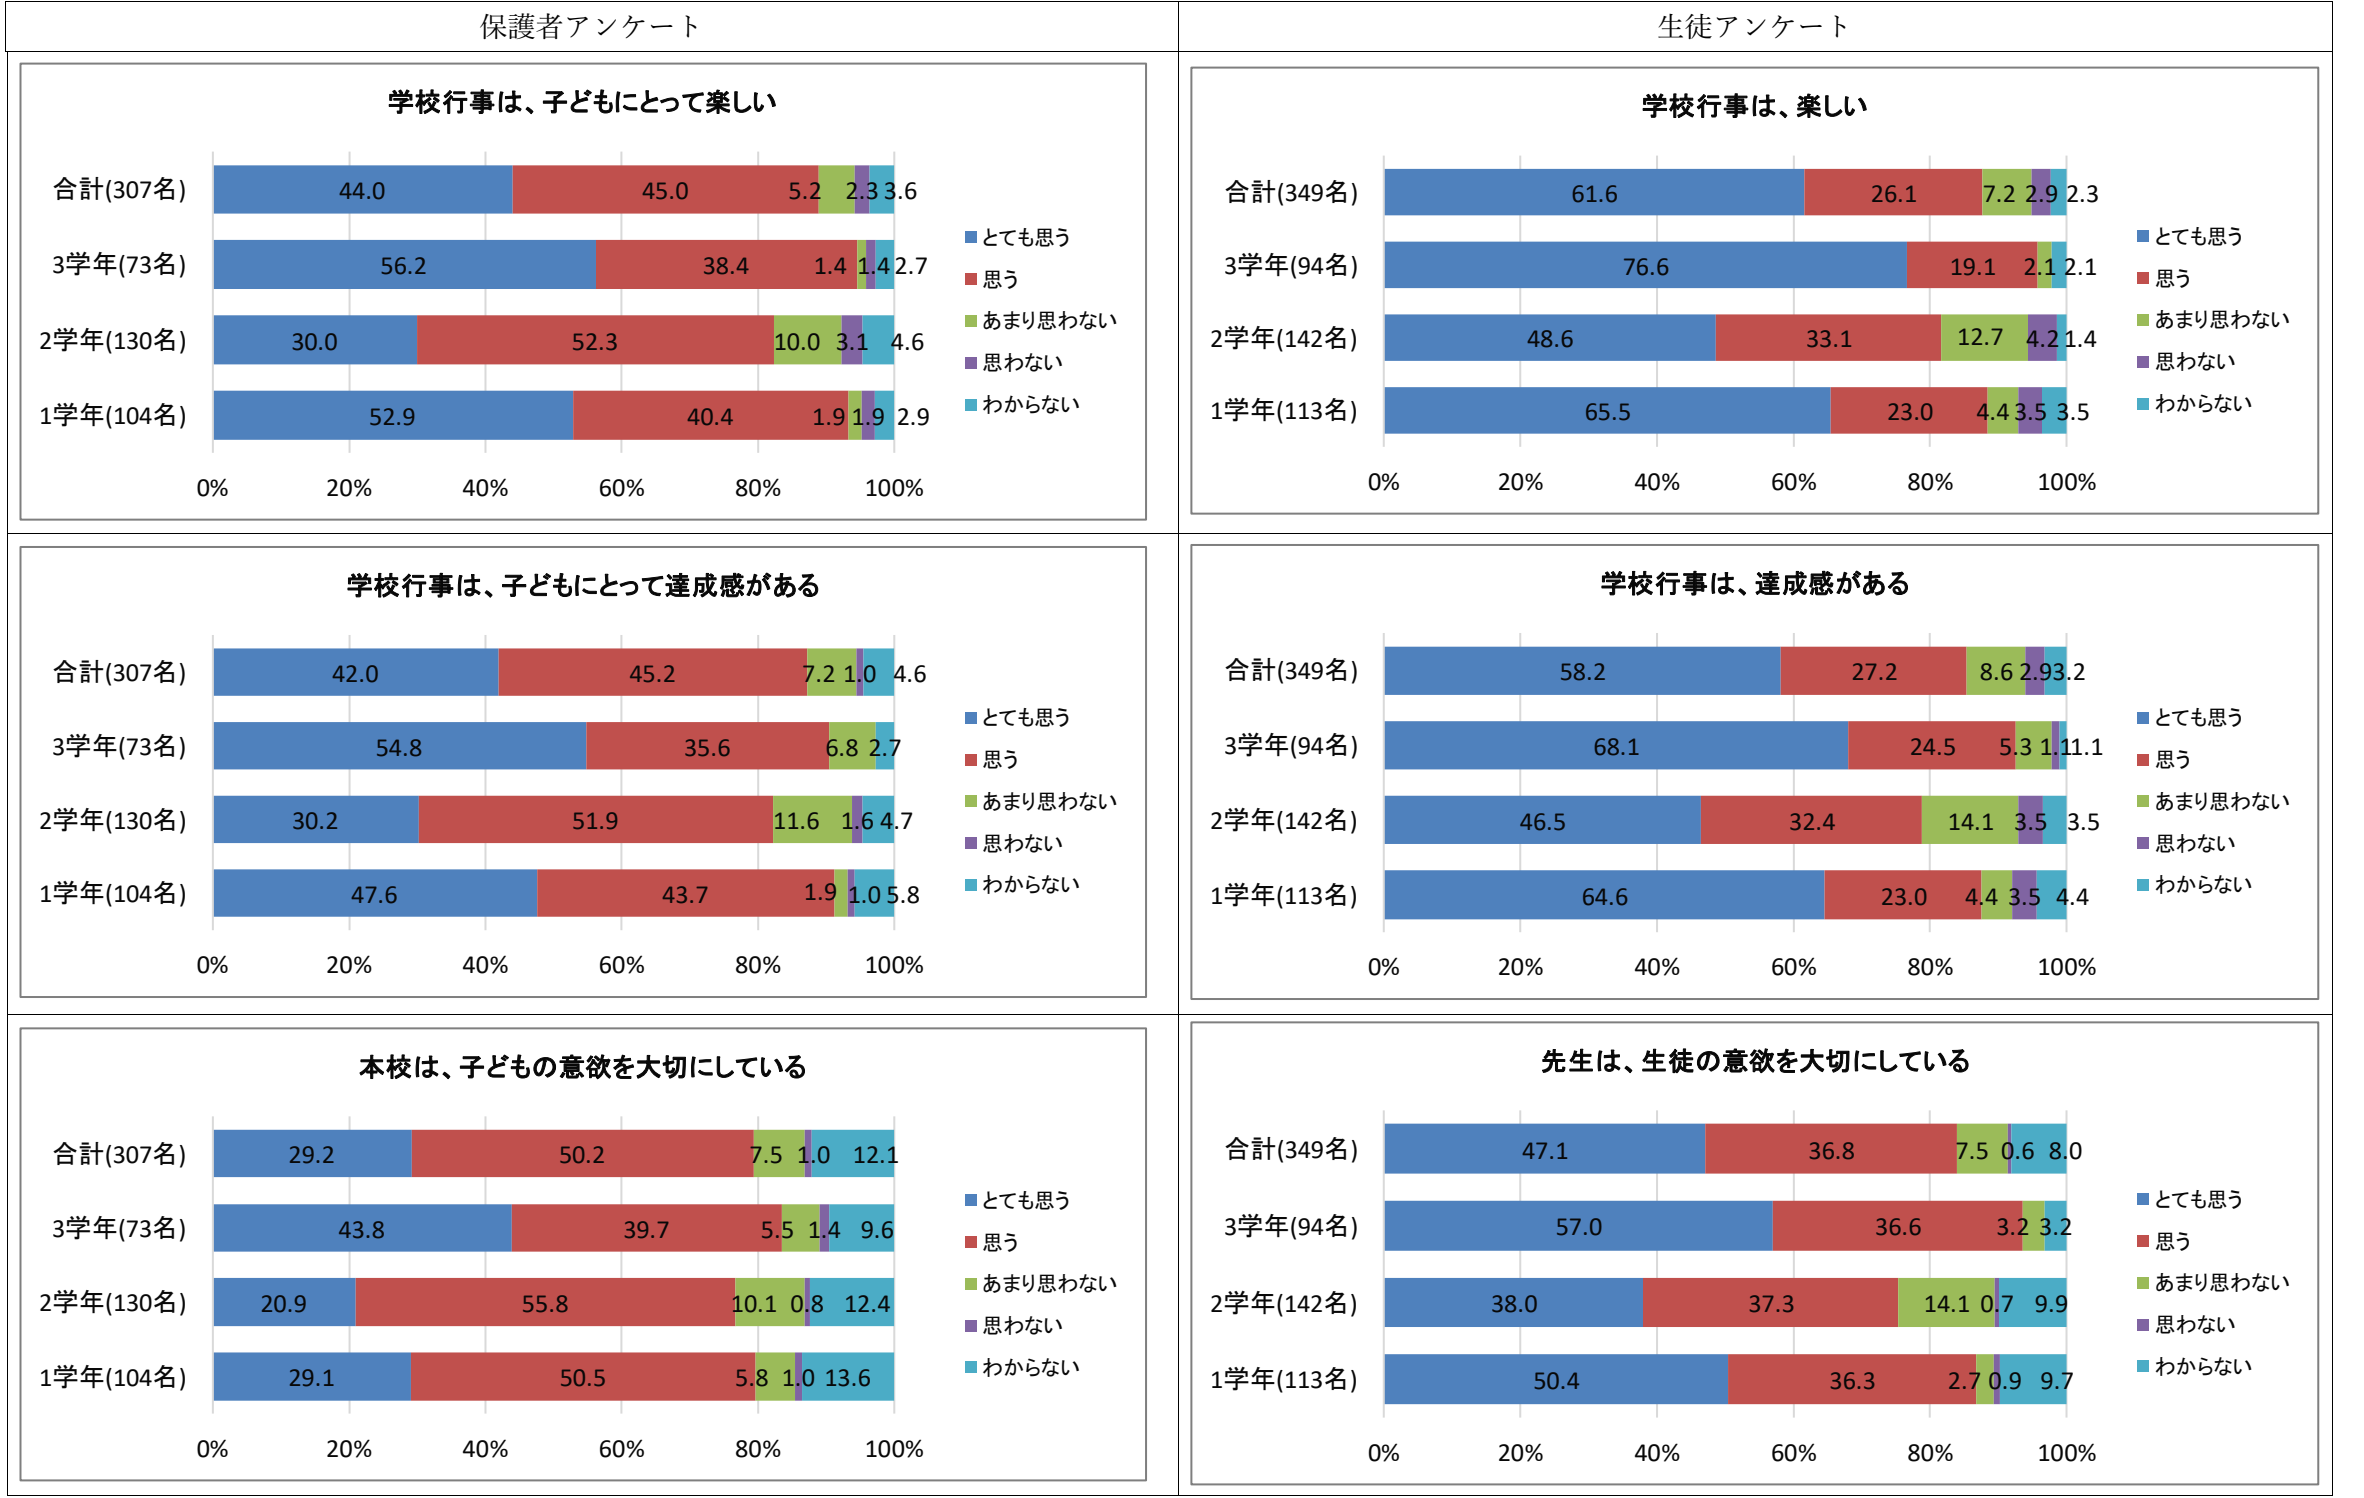 保護者アンケート
生徒アンケート
学校行事は、子どもにとって楽しい
合計(307名) 44.0 45.0 5.2 2.3 3.6
3学年(73名) 56.2 38.4 1.4 1.4 2.7
2学年(130名) 30.0 52.3 10.0 3.1 4.6
1学年(104名) 52.9 40.4 1.9 1.9 2.9
0% 20% 40% 60% 80% 100%
とても思う
思う
あまり思わない
思わない
わからない
学校行事は、楽しい
合計(349名) 61.6 26.1 7.2 2.9 2.3
3学年(94名) 76.6 19.1 2.1 2.1
2学年(142名) 48.6 33.1 12.7 4.2 1.4
1学年(113名) 65.5 23.0 4.4 3.5 3.5
0% 20% 40% 60% 80% 100%
とても思う
思う
あまり思わない
思わない
わからない
学校行事は、子どもにとって達成感がある
合計(307名) 42.0 45.2 7.2 1.0 4.6
3学年(73名) 54.8 35.6 6.8 2.7
2学年(130名) 30.2 51.9 11.6 1.6 4.7
1学年(104名) 47.6 43.7 1.9 1.0 5.8
0% 20% 40% 60% 80% 100%
とても思う
思う
あまり思わない
思わない
わからない
学校行事は、達成感がある
合計(349名) 58.2 27.2 8.6 2.9 3.2
3学年(94名) 68.1 24.5 5.3 1.1 1.1
2学年(142名) 46.5 32.4 14.1 3.5 3.5
1学年(113名) 64.6 23.0 4.4 3.5 4.4
0% 20% 40% 60% 80% 100%
とても思う
思う
あまり思わない
思わない
わからない
本校は、子どもの意欲を大切にしている
合計(307名) 29.2 50.2 7.5 1.0 12.1
3学年(73名) 43.8 39.7 5.5 1.4 9.6
2学年(130名) 20.9 55.8 10.1 0.8 12.4
1学年(104名) 29.1 50.5 5.8 1.0 13.6
0% 20% 40% 60% 80% 100%
とても思う
思う
あまり思わない
思わない
わからない
先生は、生徒の意欲を大切にしている
合計(349名) 47.1 36.8 7.5 0.6 8.0
3学年(94名) 57.0 36.6 3.2 3.2
2学年(142名) 38.0 37.3 14.1 0.7 9.9
1学年(113名) 50.4 36.3 2.7 0.9 9.7
0% 20% 40% 60% 80% 100%
とても思う
思う
あまり思わない
思わない
わからない